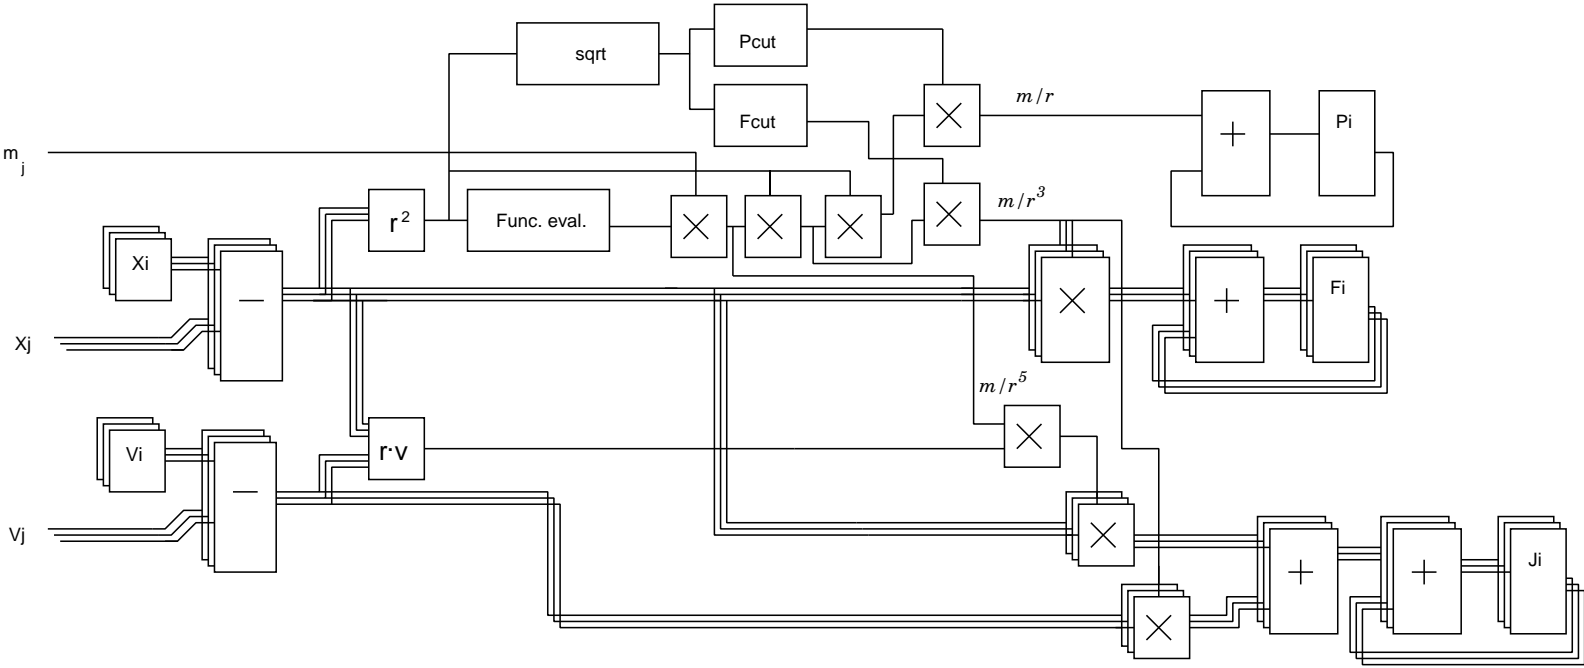 Pcut
sqrt
m/r
Fcut
Pi
m j
m/r³
r²
Func. eval.
Xi
−
×
+
Fi
Xj
m/r⁵
Vi
r·v
Vj
Ji